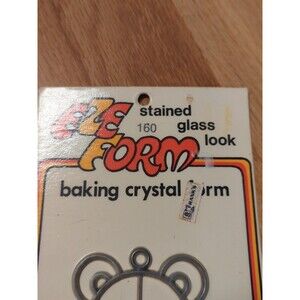 EZE FORM
stained
160 glass
look
baking crystal form